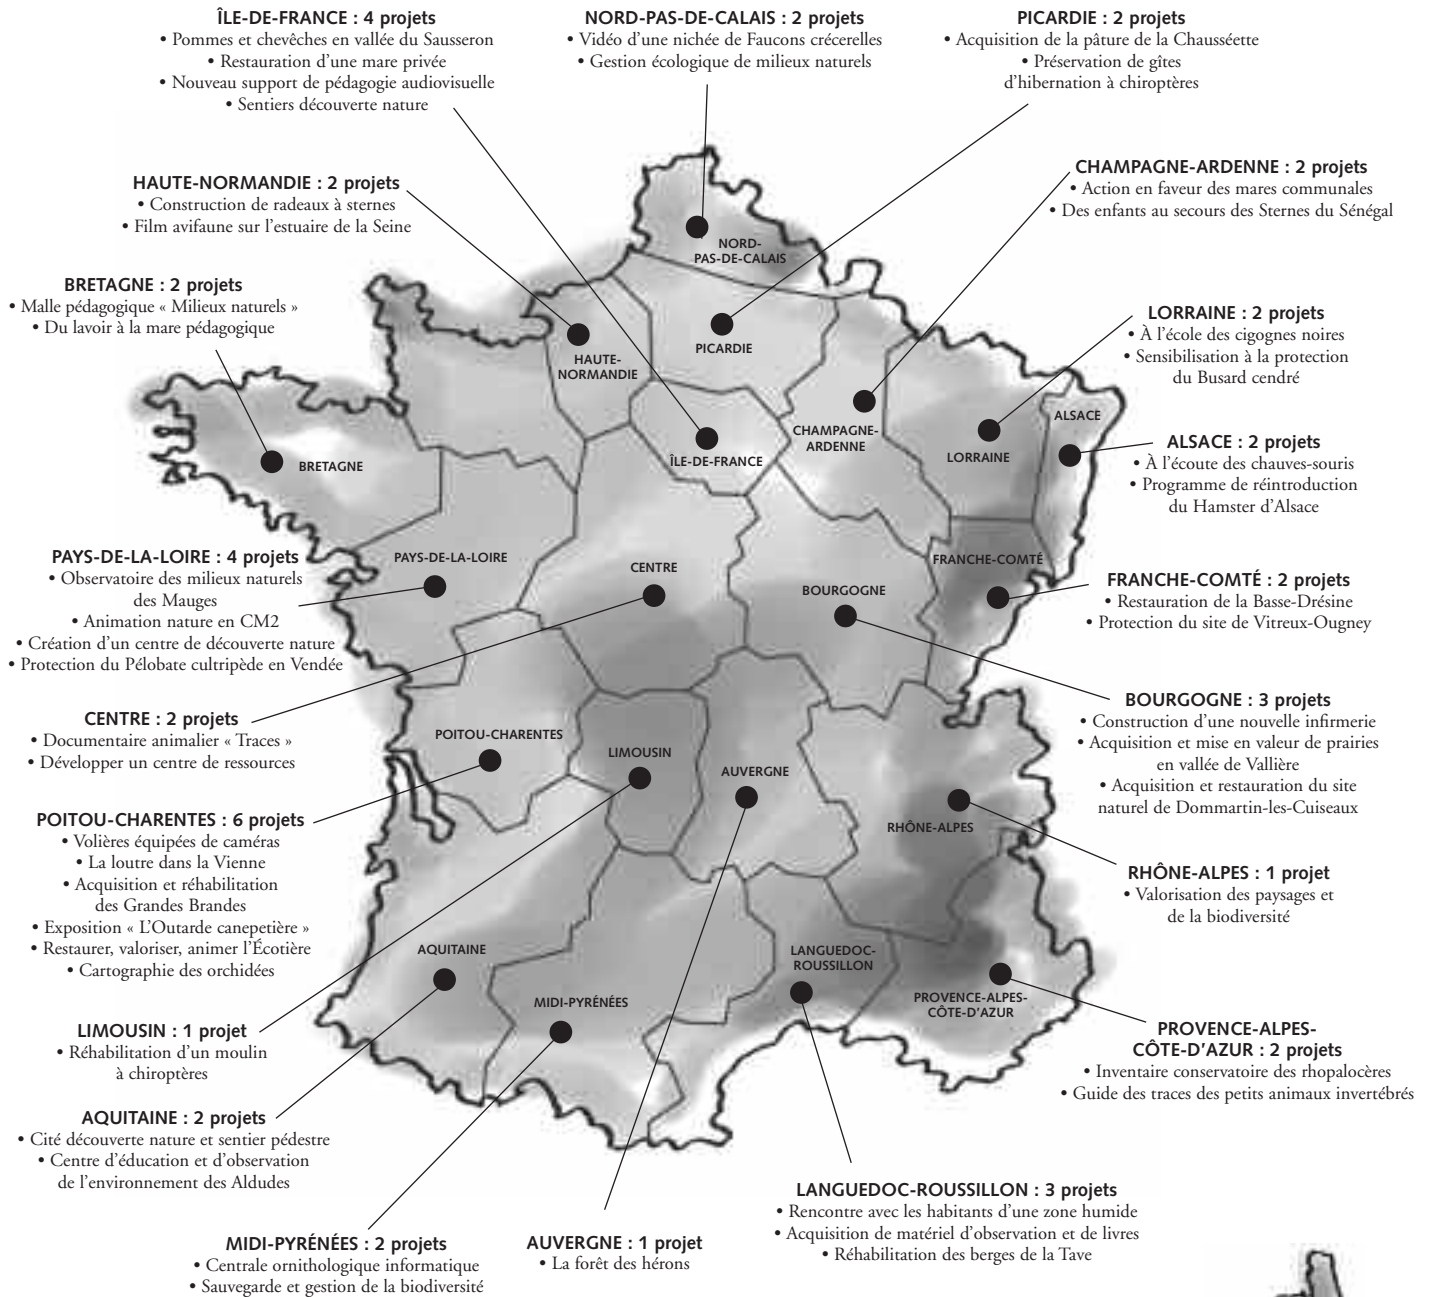 ÎLE-DE-FRANCE : 4 projets
• Pommes et chevêches en vallée du Sausseron
• Restauration d'une mare privée
• Nouveau support de pédagogie audiovisuelle
• Sentiers découverte nature
NORD-PAS-DE-CALAIS : 2 projets
• Vidéo d'une nichée de Faucons crécerelles
• Gestion écologique de milieux naturels
PICARDIE : 2 projets
• Acquisition de la pâture de la Chausséette
• Préservation de gîtes
d'hibernation à chiroptères
HAUTE-NORMANDIE : 2 projets
• Construction de radeaux à sternes
• Film avifaune sur l'estuaire de la Seine
CHAMPAGNE-ARDENNE : 2 projets
• Action en faveur des mares communales
• Des enfants au secours des Sternes du Sénégal
BRETAGNE : 2 projets
• Malle pédagogique « Milieux naturels »
• Du lavoir à la mare pédagogique
LORRAINE : 2 projets
• À l'école des cigognes noires
• Sensibilisation à la protection
du Busard cendré
ALSACE : 2 projets
• À l'écoute des chauves-souris
• Programme de réintroduction
du Hamster d'Alsace
PAYS-DE-LA-LOIRE : 4 projets
• Observatoire des milieux naturels
des Mauges
• Animation nature en CM2
• Création d'un centre de découverte nature
• Protection du Pélobate cultripède en Vendée
FRANCHE-COMTÉ : 2 projets
• Restauration de la Basse-Drésine
• Protection du site de Vitreux-Ougney
CENTRE : 2 projets
• Documentaire animalier « Traces »
• Développer un centre de ressources
BOURGOGNE : 3 projets
• Construction d'une nouvelle infirmerie
• Acquisition et mise en valeur de prairies
en vallée de Vallière
• Acquisition et restauration du site
naturel de Dommartin-les-Cuiseaux
POITOU-CHARENTES : 6 projets
• Volières équipées de caméras
• La loutre dans la Vienne
• Acquisition et réhabilitation
des Grandes Brandes
• Exposition « L'Outarde canepetière »
• Restaurer, valoriser, animer l'Écotière
• Cartographie des orchidées
RHÔNE-ALPES : 1 projet
• Valorisation des paysages et
de la biodiversité
LIMOUSIN : 1 projet
• Réhabilitation d'un moulin
à chiroptères
PROVENCE-ALPES-
CÔTE-D'AZUR : 2 projets
• Inventaire conservatoire des rhopalocères
• Guide des traces des petits animaux invertébrés
AQUITAINE : 2 projets
• Cité découverte nature et sentier pédestre
• Centre d'éducation et d'observation
de l'environnement des Aldudes
LANGUEDOC-ROUSSILLON : 3 projets
• Rencontre avec les habitants d'une zone humide
• Acquisition de matériel d'observation et de livres
• Réhabilitation des berges de la Tave
MIDI-PYRÉNÉES : 2 projets
• Centrale ornithologique informatique
• Sauvegarde et gestion de la biodiversité
AUVERGNE : 1 projet
• La forêt des hérons
NORD-
PAS-DE-CALAIS
PICARDIE
HAUTE-
NORMANDIE
ÎLE-DE-FRANCE
CHAMPAGNE-
ARDENNE
LORRAINE
ALSACE
BRETAGNE
PAYS-DE-LA-LOIRE
CENTRE
BOURGOGNE
FRANCHE-COMTÉ
POITOU-CHARENTES
LIMOUSIN
AUVERGNE
RHÔNE-ALPES
AQUITAINE
MIDI-PYRÉNÉES
LANGUEDOC-
ROUSSILLON
PROVENCE-ALPES-
CÔTE-D'AZUR